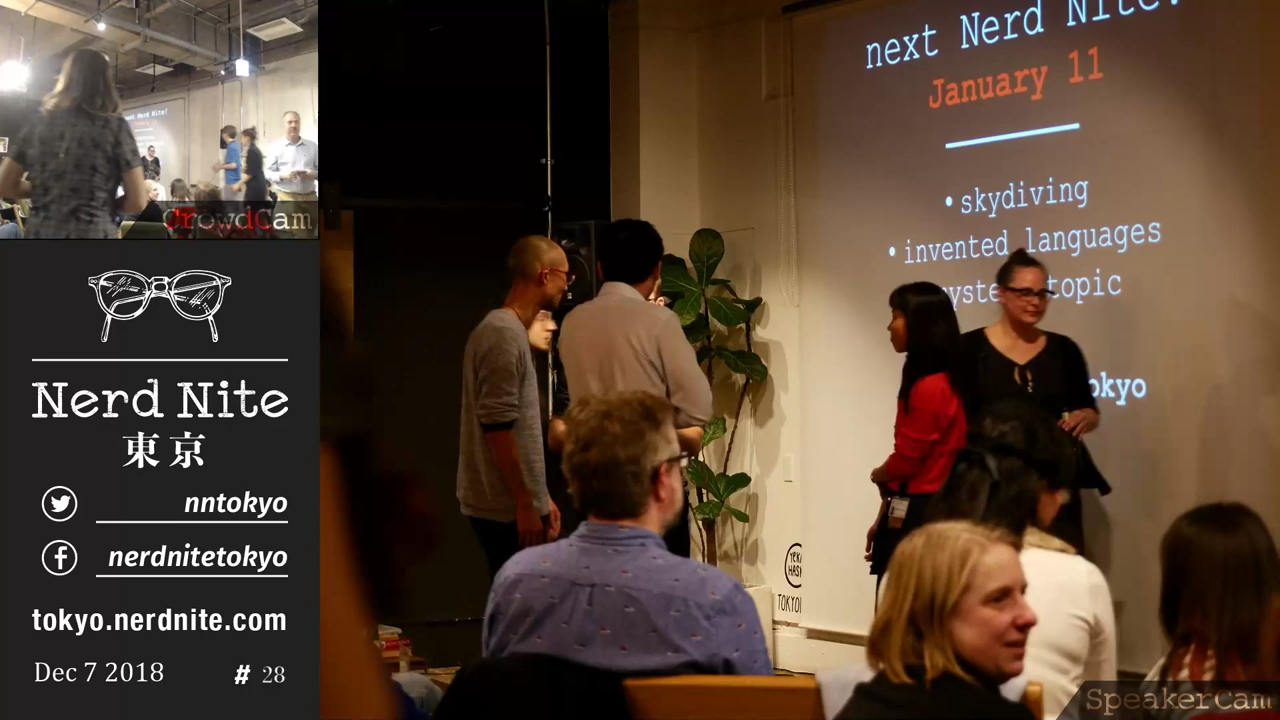 CrowdCam
Nerd Nite
東京
nntokyo
nerdnitetokyo
tokyo.nerdnite.com
Dec 7 2018
# 28
next Nerd Nite:
January 11
• skydiving
• invented languages
topic
TOKYO
SpeakerCam